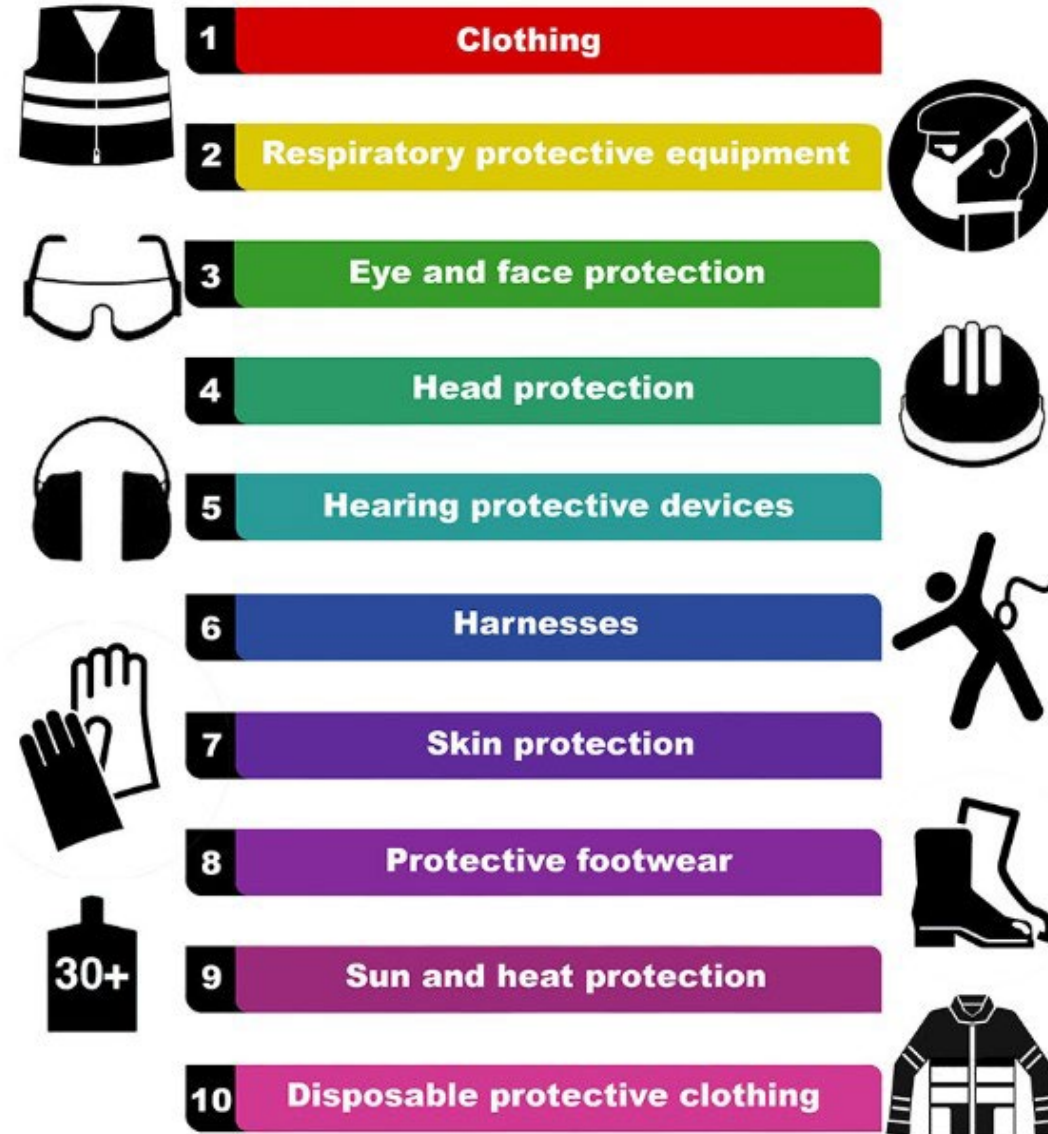 1 Clothing
2 Respiratory protective equipment
3 Eye and face protection
4 Head protection
5 Hearing protective devices
6 Harnesses
7 Skin protection
8 Protective footwear
30+
9 Sun and heat protection
10 Disposable protective clothing